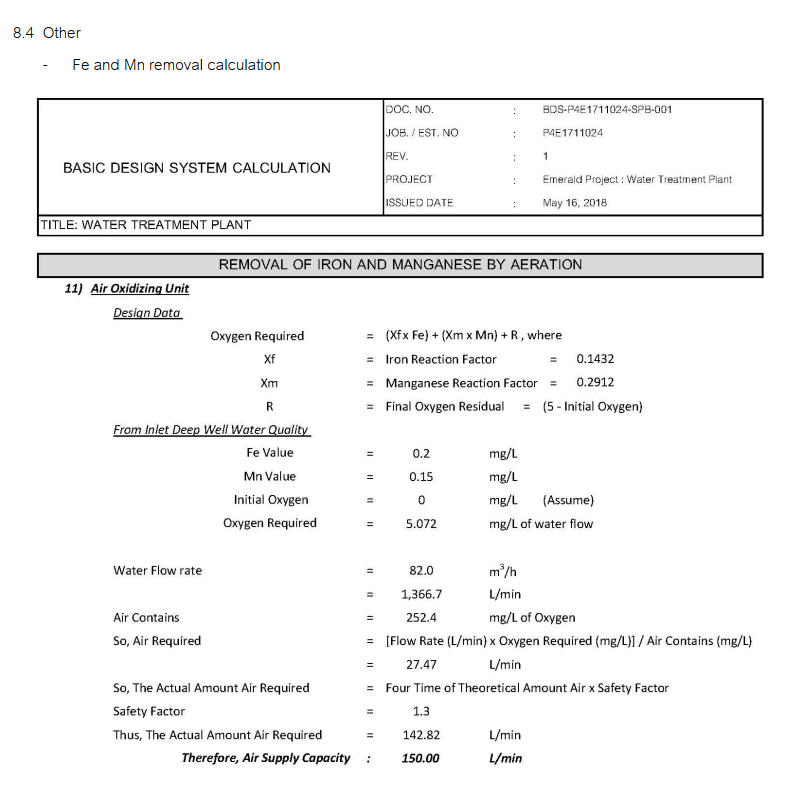 8.4 Other
- Fe and Mn removal calculation
BASIC DESIGN SYSTEM CALCULATION
DOC. NO. : BDS-P4E1711024-SPB-001
JOB. / EST. NO : P4E1711024
REV. : 1
PROJECT : Emerald Project : Water Treatment Plant
ISSUED DATE : May 16, 2018
TITLE: WATER TREATMENT PLANT
REMOVAL OF IRON AND MANGANESE BY AERATION
11) Air Oxidizing Unit
Design Data
Oxygen Required = (Xf x Fe) + (Xm x Mn) + R , where
Xf = Iron Reaction Factor = 0.1432
Xm = Manganese Reaction Factor = 0.2912
R = Final Oxygen Residual = (5 - Initial Oxygen)
From Inlet Deep Well Water Quality
Fe Value = 0.2 mg/L
Mn Value = 0.15 mg/L
Initial Oxygen = 0 mg/L (Assume)
Oxygen Required = 5.072 mg/L of water flow
Water Flow rate = 82.0 m³/h
= 1,366.7 L/min
Air Contains = 252.4 mg/L of Oxygen
So, Air Required = [Flow Rate (L/min) x Oxygen Required (mg/L)] / Air Contains (mg/L)
= 27.47 L/min
So, The Actual Amount Air Required = Four Time of Theoretical Amount Air x Safety Factor
Safety Factor = 1.3
Thus, The Actual Amount Air Required = 142.82 L/min
Therefore, Air Supply Capacity : 150.00 L/min